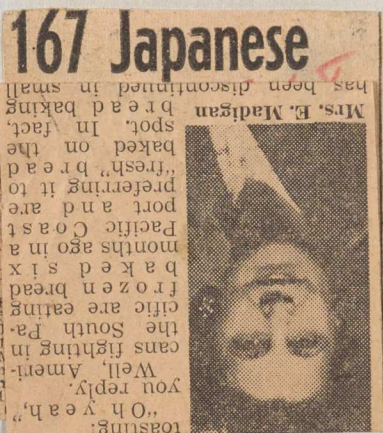 167 Japanese
toasting:
"Oh yeah,"
you reply.
Well, Ameri-
cans fighting in
the South Pa-
cific are eating
frozen bread
baked six
months ago in a
Pacific Coast
port and are
preferring it to
"fresh" bread
baked on the
spot. In fact,
bread baking
has been discontinued in small
Mrs. E. Madigan